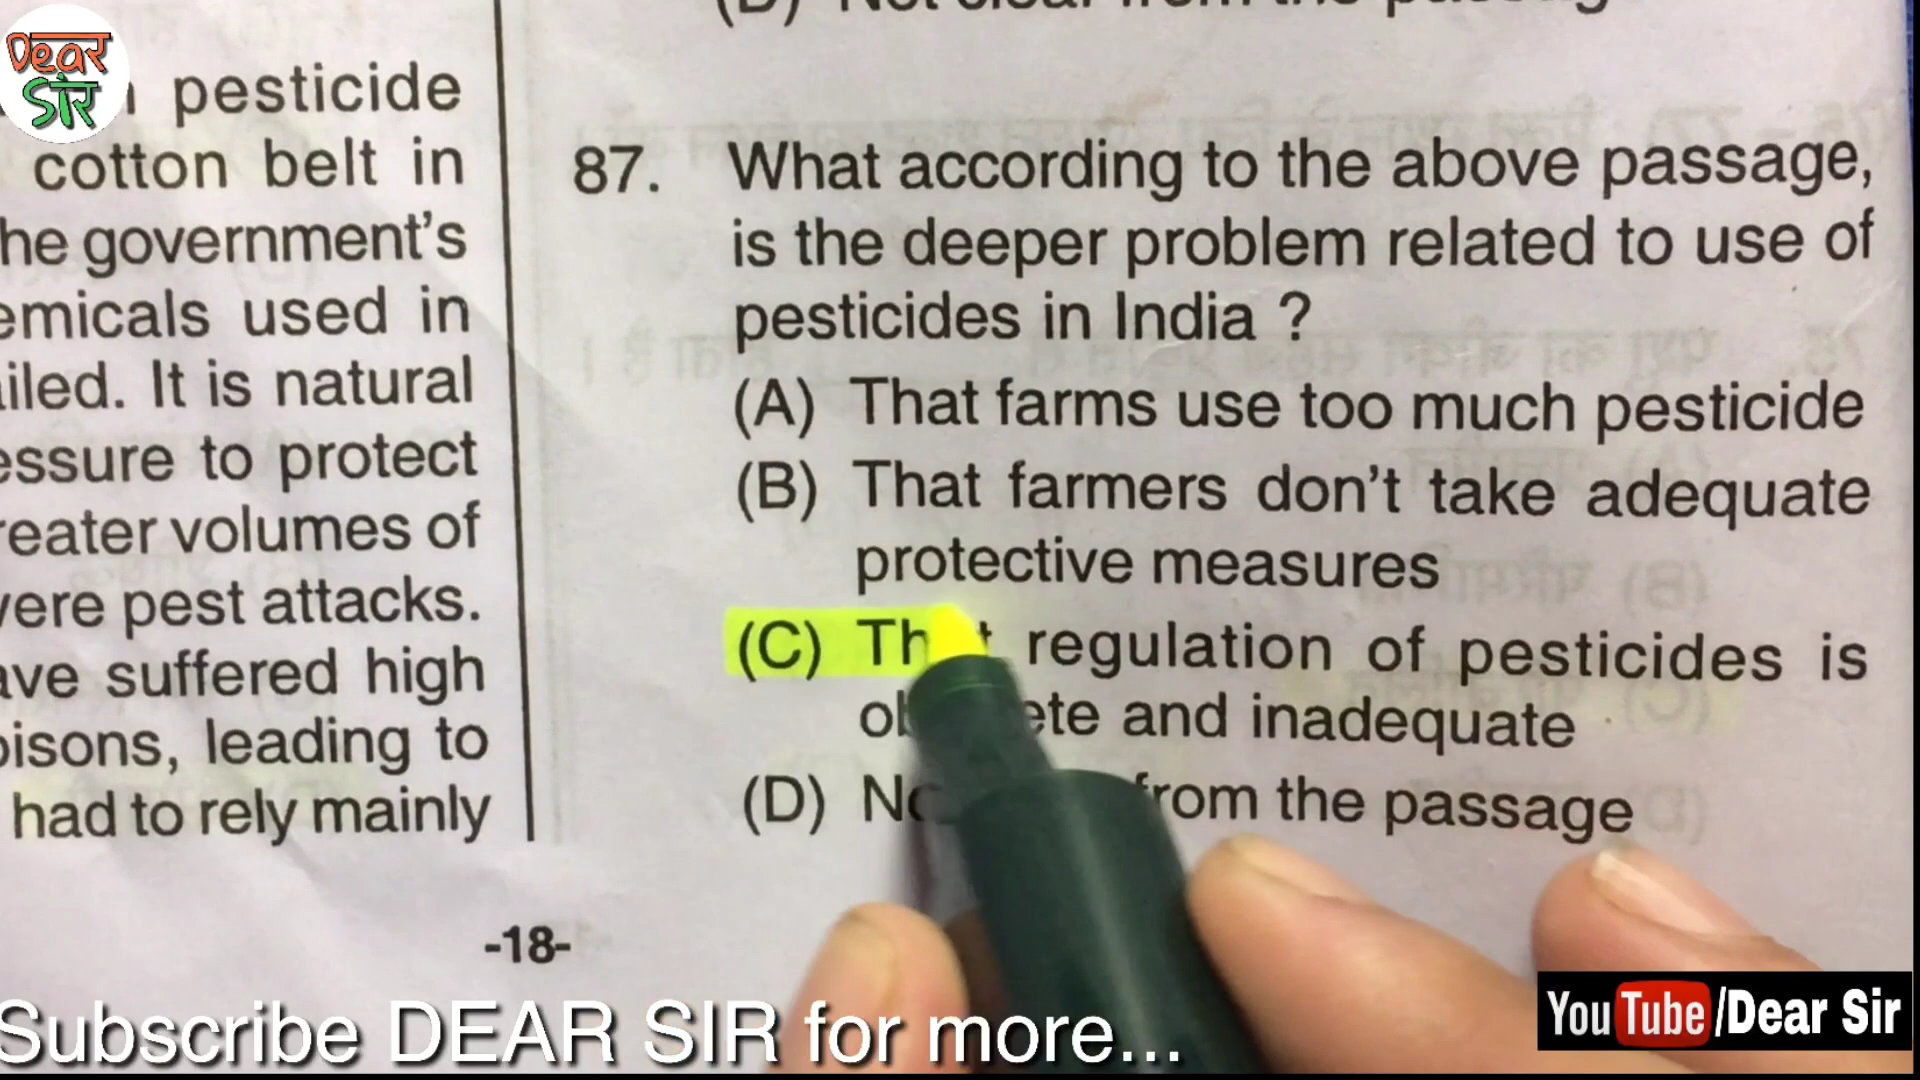 Dear
Sir
pesticide
cotton belt in
he government's
emicals used in
iled. It is natural
essure to protect
reater volumes of
vere pest attacks.
ave suffered high
oisons, leading to
had to rely mainly
87. What according to the above passage,
is the deeper problem related to use of
pesticides in India ?
(A) That farms use too much pesticide
(B) That farmers don't take adequate
protective measures
(C) regulation of pesticides is
and inadequate
(D) from the passage
-18-
Subscribe DEAR SIR for more...
YouTube/Dear Sir